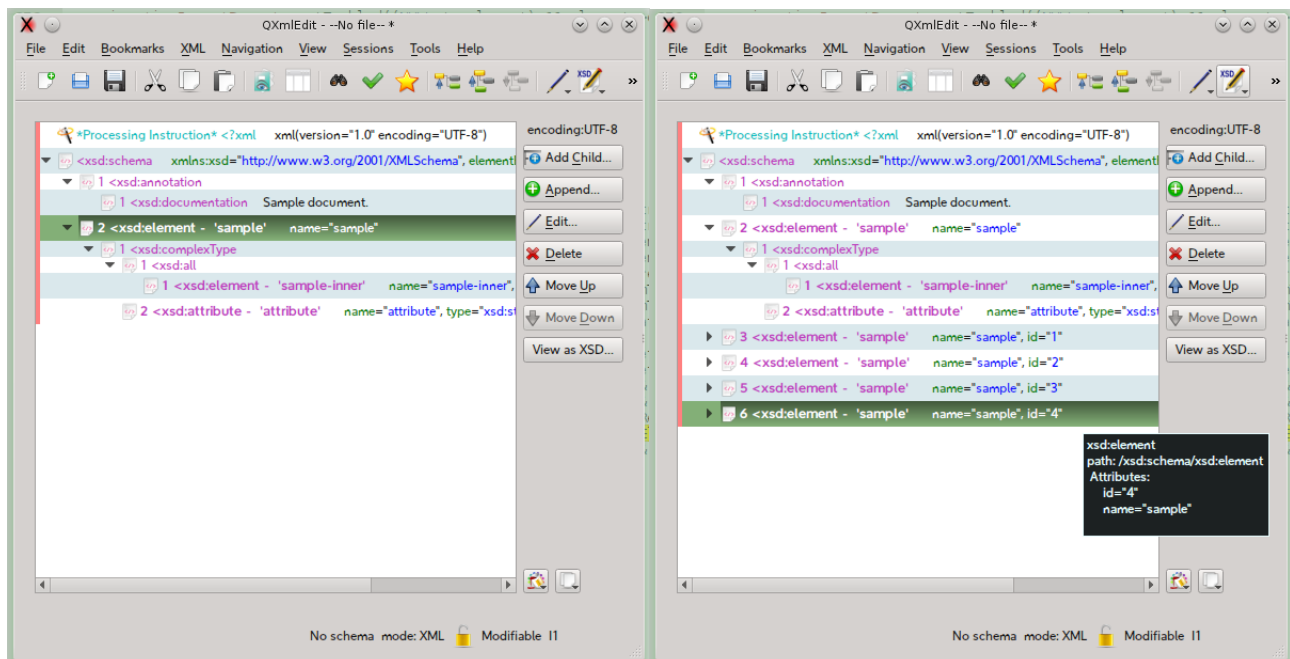 QXmlEdit - --No file-- *
File Edit Bookmarks XML Navigation View Sessions Tools Help
XSD
»
*Processing Instruction* <?xml xml(version="1.0" encoding="UTF-8")
<xsd:schema xmlns:xsd="http://www.w3.org/2001/XMLSchema", element
1 <xsd:annotation
1 <xsd:documentation Sample document.
2 <xsd:element - 'sample' name="sample"
1 <xsd:complexType
1 <xsd:all
1 <xsd:element - 'sample-inner' name="sample-inner",
2 <xsd:attribute - 'attribute' name="attribute", type="xsd:st
encoding:UTF-8
Add Child...
Append...
Edit...
Delete
Move Up
Move Down
View as XSD...
No schema mode: XML Modifiable I1
QXmlEdit - --No file-- *
File Edit Bookmarks XML Navigation View Sessions Tools Help
XSD
»
*Processing Instruction* <?xml xml(version="1.0" encoding="UTF-8")
<xsd:schema xmlns:xsd="http://www.w3.org/2001/XMLSchema", element
1 <xsd:annotation
1 <xsd:documentation Sample document.
2 <xsd:element - 'sample' name="sample"
1 <xsd:complexType
1 <xsd:all
1 <xsd:element - 'sample-inner' name="sample-inner",
2 <xsd:attribute - 'attribute' name="attribute", type="xsd:st
3 <xsd:element - 'sample' name="sample", id="1"
4 <xsd:element - 'sample' name="sample", id="2"
5 <xsd:element - 'sample' name="sample", id="3"
6 <xsd:element - 'sample' name="sample", id="4"
xsd:element
path: /xsd:schema/xsd:element
Attributes:
id="4"
name="sample"
encoding:UTF-8
Add Child...
Append...
Edit...
Delete
Move Up
Move Down
View as XSD...
No schema mode: XML Modifiable I1